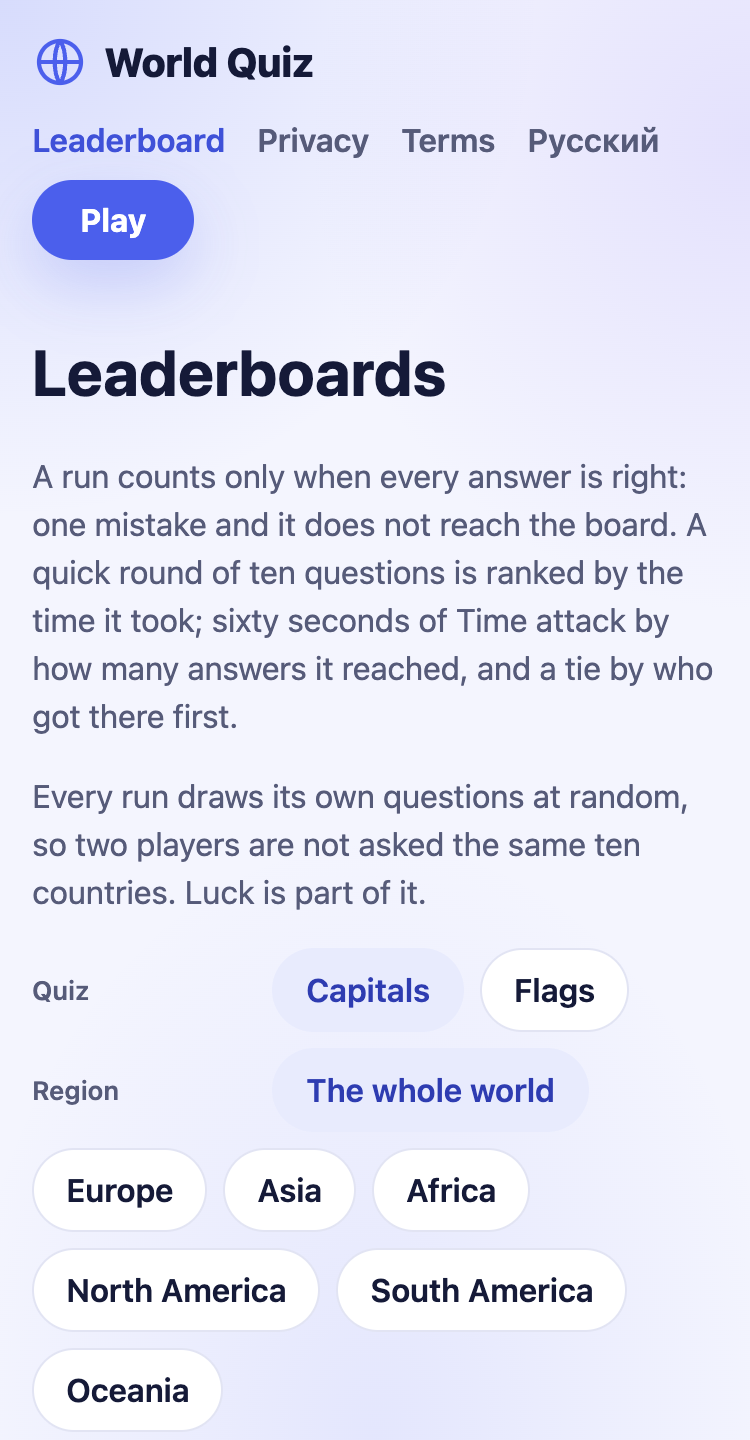 World Quiz
Leaderboard Privacy Terms Русский
Play
Leaderboards
A run counts only when every answer is right:
one mistake and it does not reach the board. A
quick round of ten questions is ranked by the
time it took; sixty seconds of Time attack by
how many answers it reached, and a tie by who
got there first.
Every run draws its own questions at random,
so two players are not asked the same ten
countries. Luck is part of it.
Quiz Capitals Flags
Region The whole world
Europe Asia Africa
North America South America
Oceania